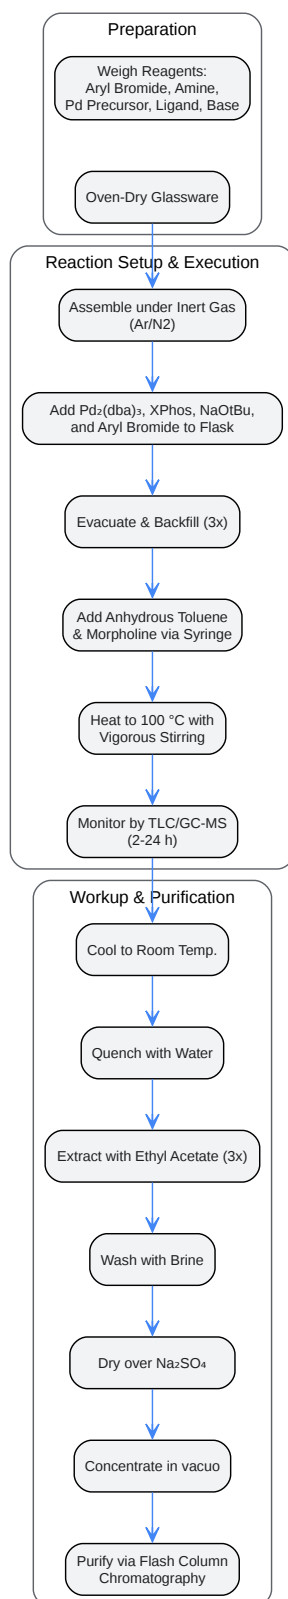 Preparation
Weigh Reagents:
Aryl Bromide, Amine,
Pd Precursor, Ligand, Base
Oven-Dry Glassware
Reaction Setup & Execution
Assemble under Inert Gas
(Ar/N2)
Add Pd₂(dba)₃, XPhos, NaOtBu,
and Aryl Bromide to Flask
Evacuate & Backfill (3x)
Add Anhydrous Toluene
& Morpholine via Syringe
Heat to 100 °C with
Vigorous Stirring
Monitor by TLC/GC-MS
(2-24 h)
Workup & Purification
Cool to Room Temp.
Quench with Water
Extract with Ethyl Acetate (3x)
Wash with Brine
Dry over Na₂SO₄
Concentrate in vacuo
Purify via Flash Column
Chromatography